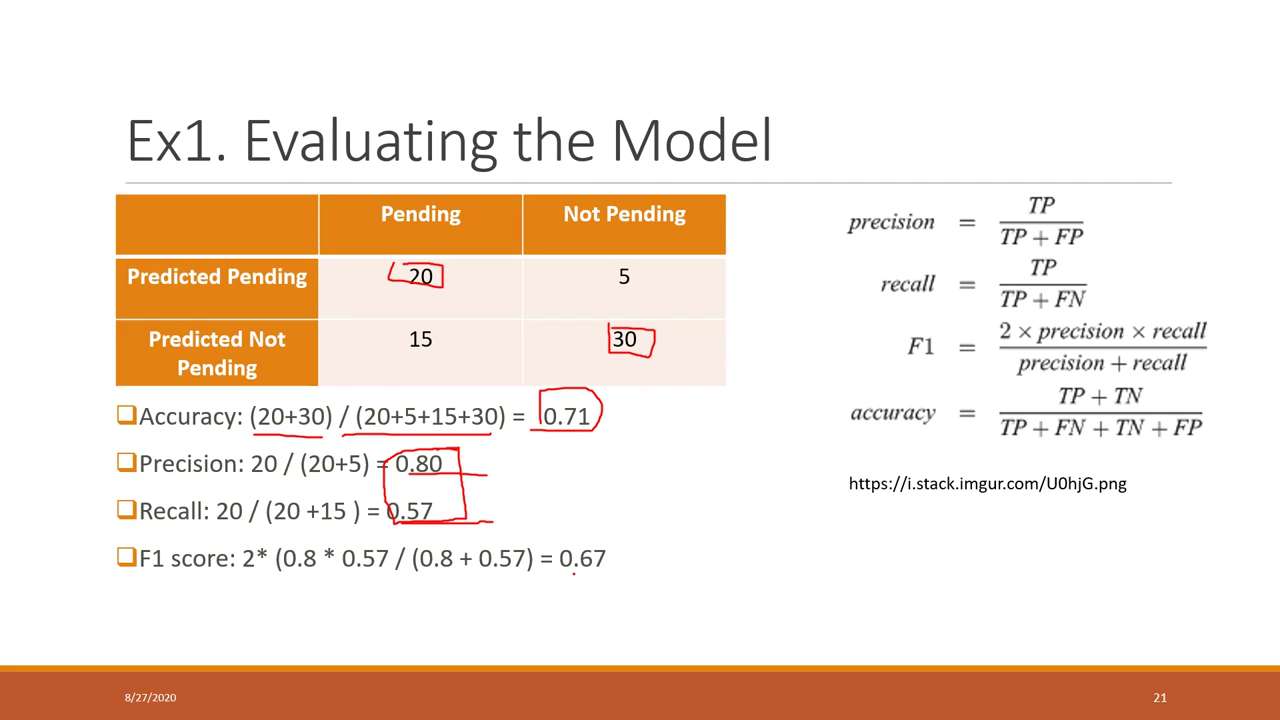 Ex1. Evaluating the Model
Pending Not Pending
Predicted Pending 20 5
Predicted Not Pending 15 30
❑Accuracy: (20+30) / (20+5+15+30) = 0.71
❑Precision: 20 / (20+5) = 0.80
❑Recall: 20 / (20 +15 ) = 0.57
❑F1 score: 2* (0.8 * 0.57 / (0.8 + 0.57) = 0.67
precision = TP / TP + FP
recall = TP / TP + FN
F1 = 2 × precision × recall / precision + recall
accuracy = TP + TN / TP + FN + TN + FP
https://i.stack.imgur.com/U0hjG.png
8/27/2020
21